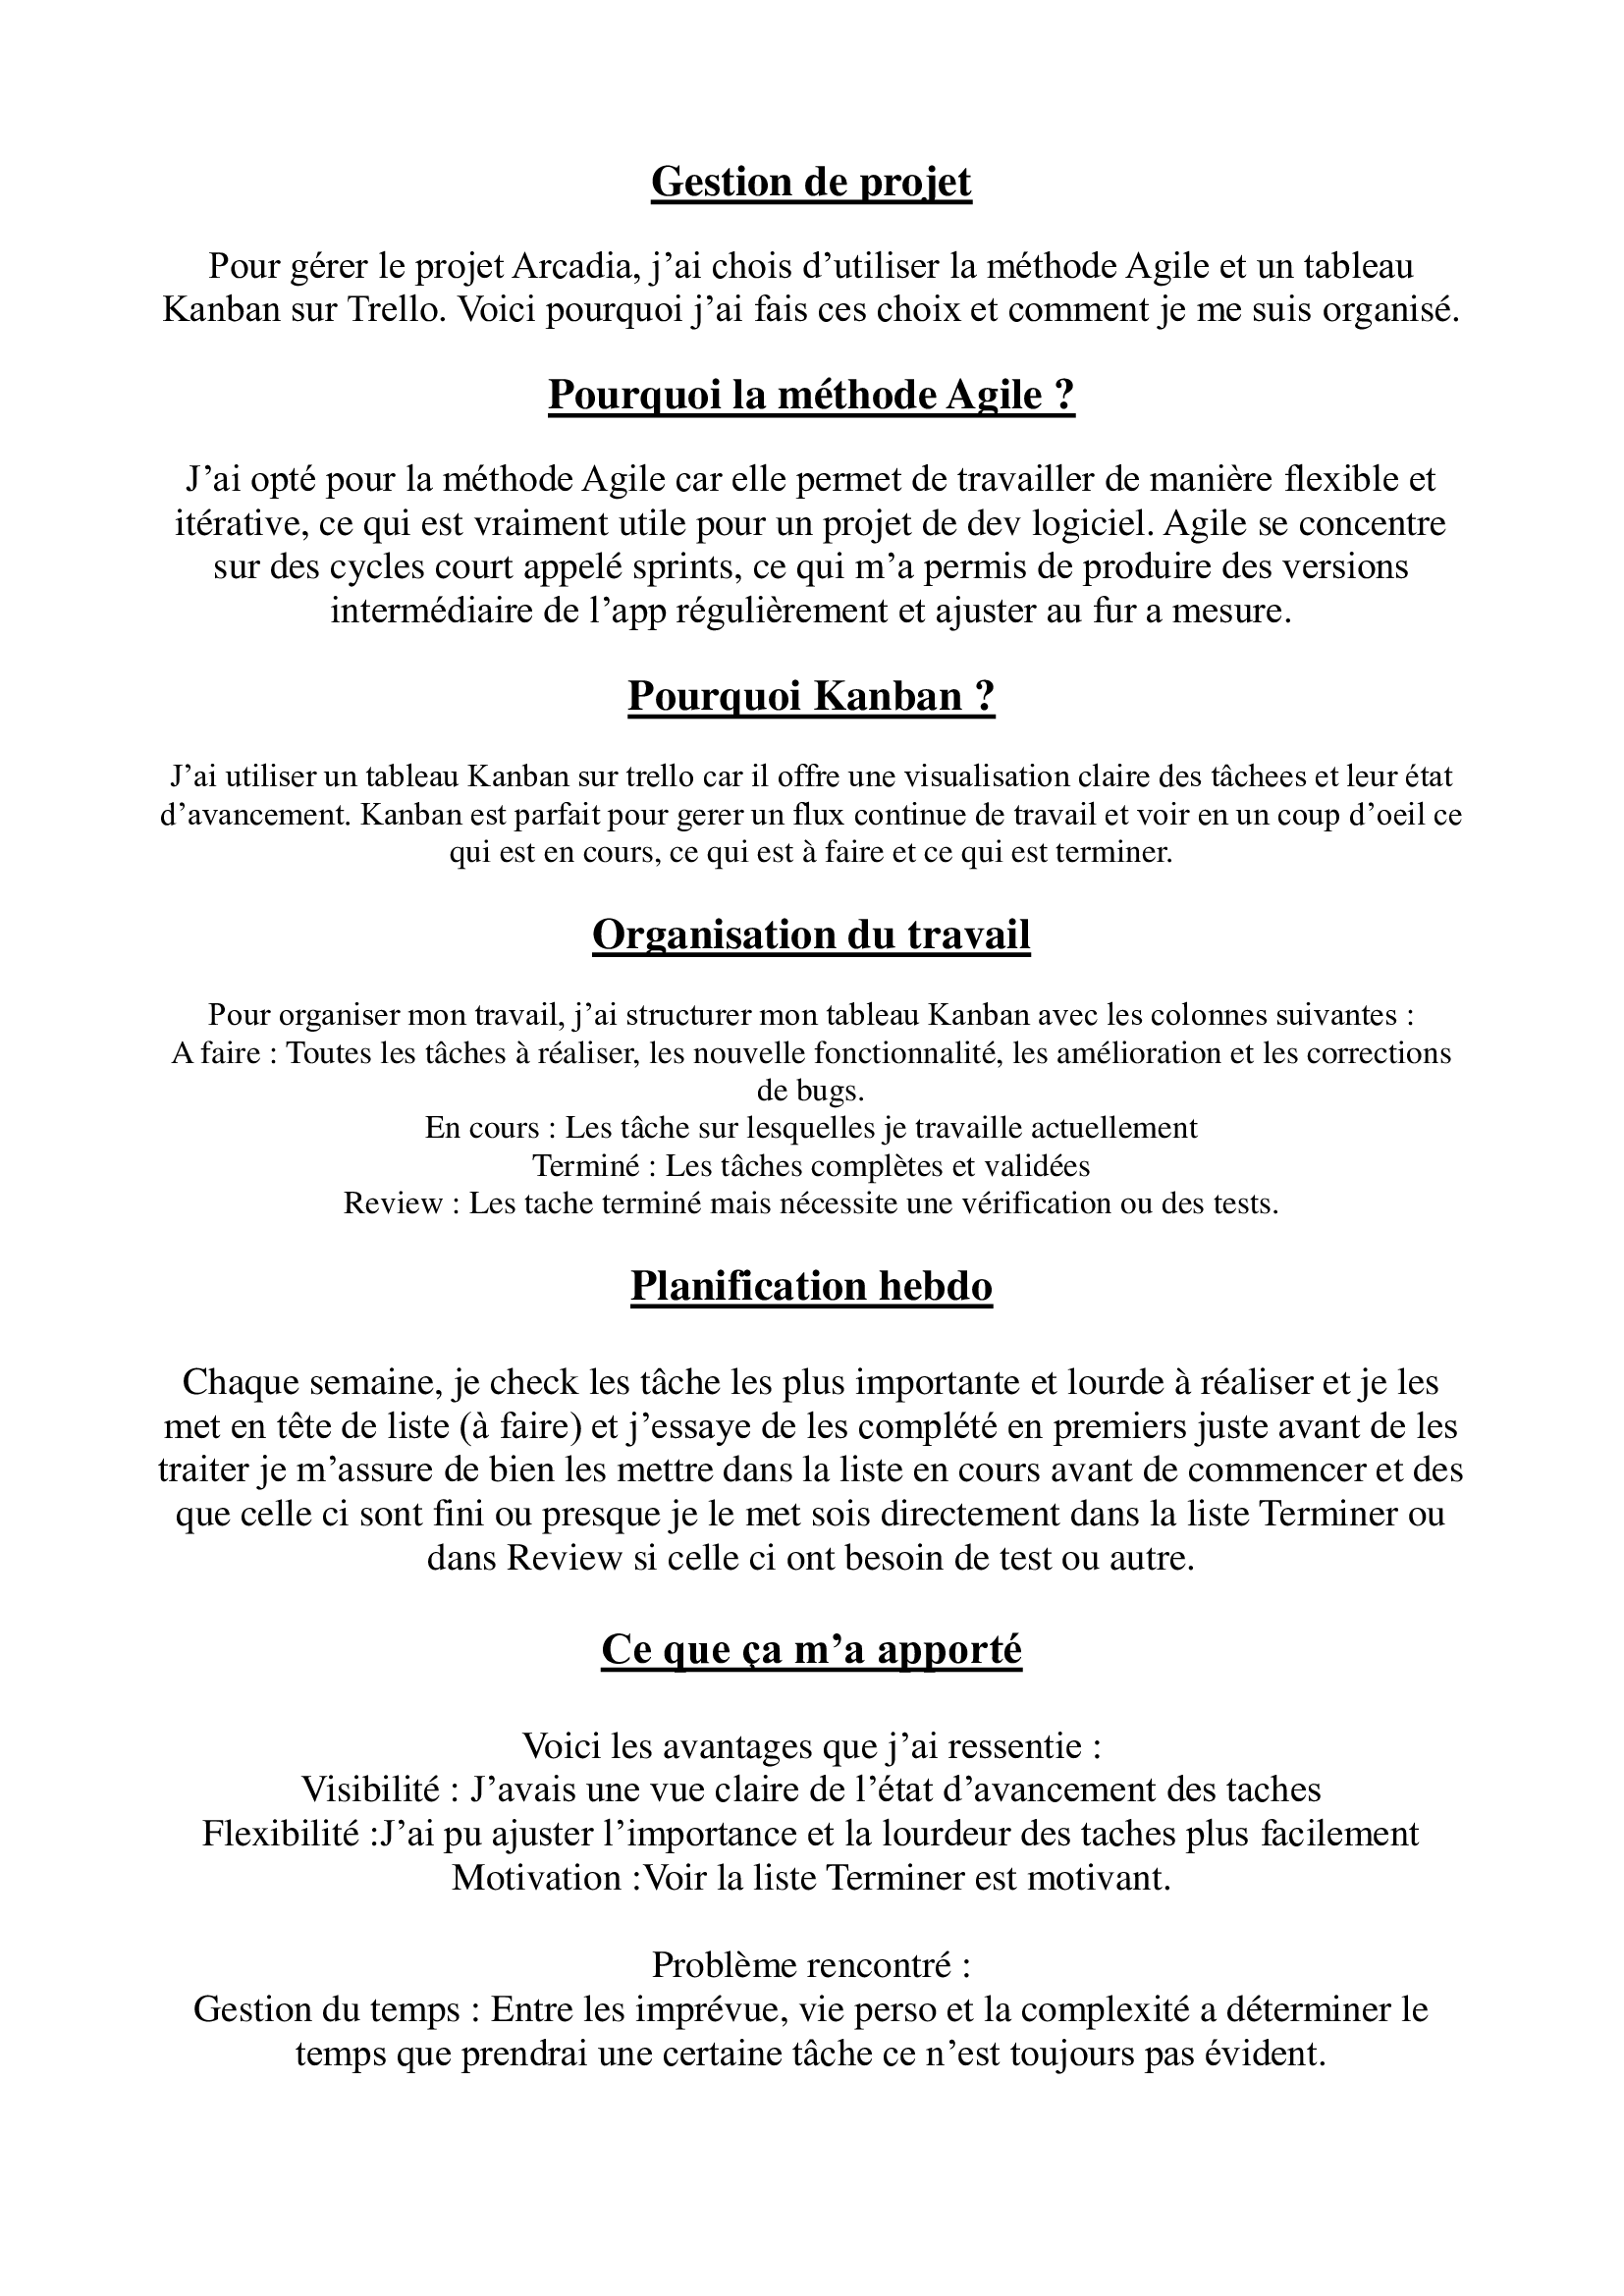 Gestion de projet
Pour gérer le projet Arcadia, j’ai chois d’utiliser la méthode Agile et un tableau
Kanban sur Trello. Voici pourquoi j’ai fais ces choix et comment je me suis organisé.
Pourquoi la méthode Agile ?
J’ai opté pour la méthode Agile car elle permet de travailler de manière flexible et
itérative, ce qui est vraiment utile pour un projet de dev logiciel. Agile se concentre
sur des cycles court appelé sprints, ce qui m’a permis de produire des versions
intermédiaire de l’app régulièrement et ajuster au fur a mesure.
Pourquoi Kanban ?
J’ai utiliser un tableau Kanban sur trello car il offre une visualisation claire des tâchees et leur état
d’avancement. Kanban est parfait pour gerer un flux continue de travail et voir en un coup d’oeil ce
qui est en cours, ce qui est à faire et ce qui est terminer.
Organisation du travail
Pour organiser mon travail, j’ai structurer mon tableau Kanban avec les colonnes suivantes :
A faire : Toutes les tâches à réaliser, les nouvelle fonctionnalité, les amélioration et les corrections
de bugs.
En cours : Les tâche sur lesquelles je travaille actuellement
Terminé : Les tâches complètes et validées
Review : Les tache terminé mais nécessite une vérification ou des tests.
Planification hebdo
Chaque semaine, je check les tâche les plus importante et lourde à réaliser et je les
met en tête de liste (à faire) et j’essaye de les complété en premiers juste avant de les
traiter je m’assure de bien les mettre dans la liste en cours avant de commencer et des
que celle ci sont fini ou presque je le met sois directement dans la liste Terminer ou
dans Review si celle ci ont besoin de test ou autre.
Ce que ça m’a apporté
Voici les avantages que j’ai ressentie :
Visibilité : J’avais une vue claire de l’état d’avancement des taches
Flexibilité :J’ai pu ajuster l’importance et la lourdeur des taches plus facilement
Motivation :Voir la liste Terminer est motivant.
Problème rencontré :
Gestion du temps : Entre les imprévue, vie perso et la complexité a déterminer le
temps que prendrai une certaine tâche ce n’est toujours pas évident.